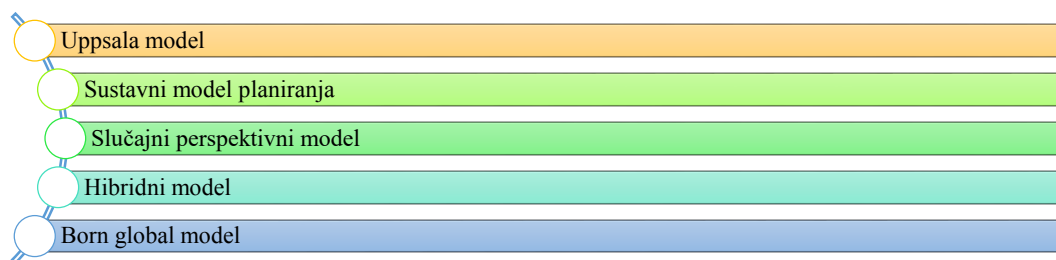 Uppsala model
Sustavni model planiranja
Slučajni perspektivni model
Hibridni model
Born global model